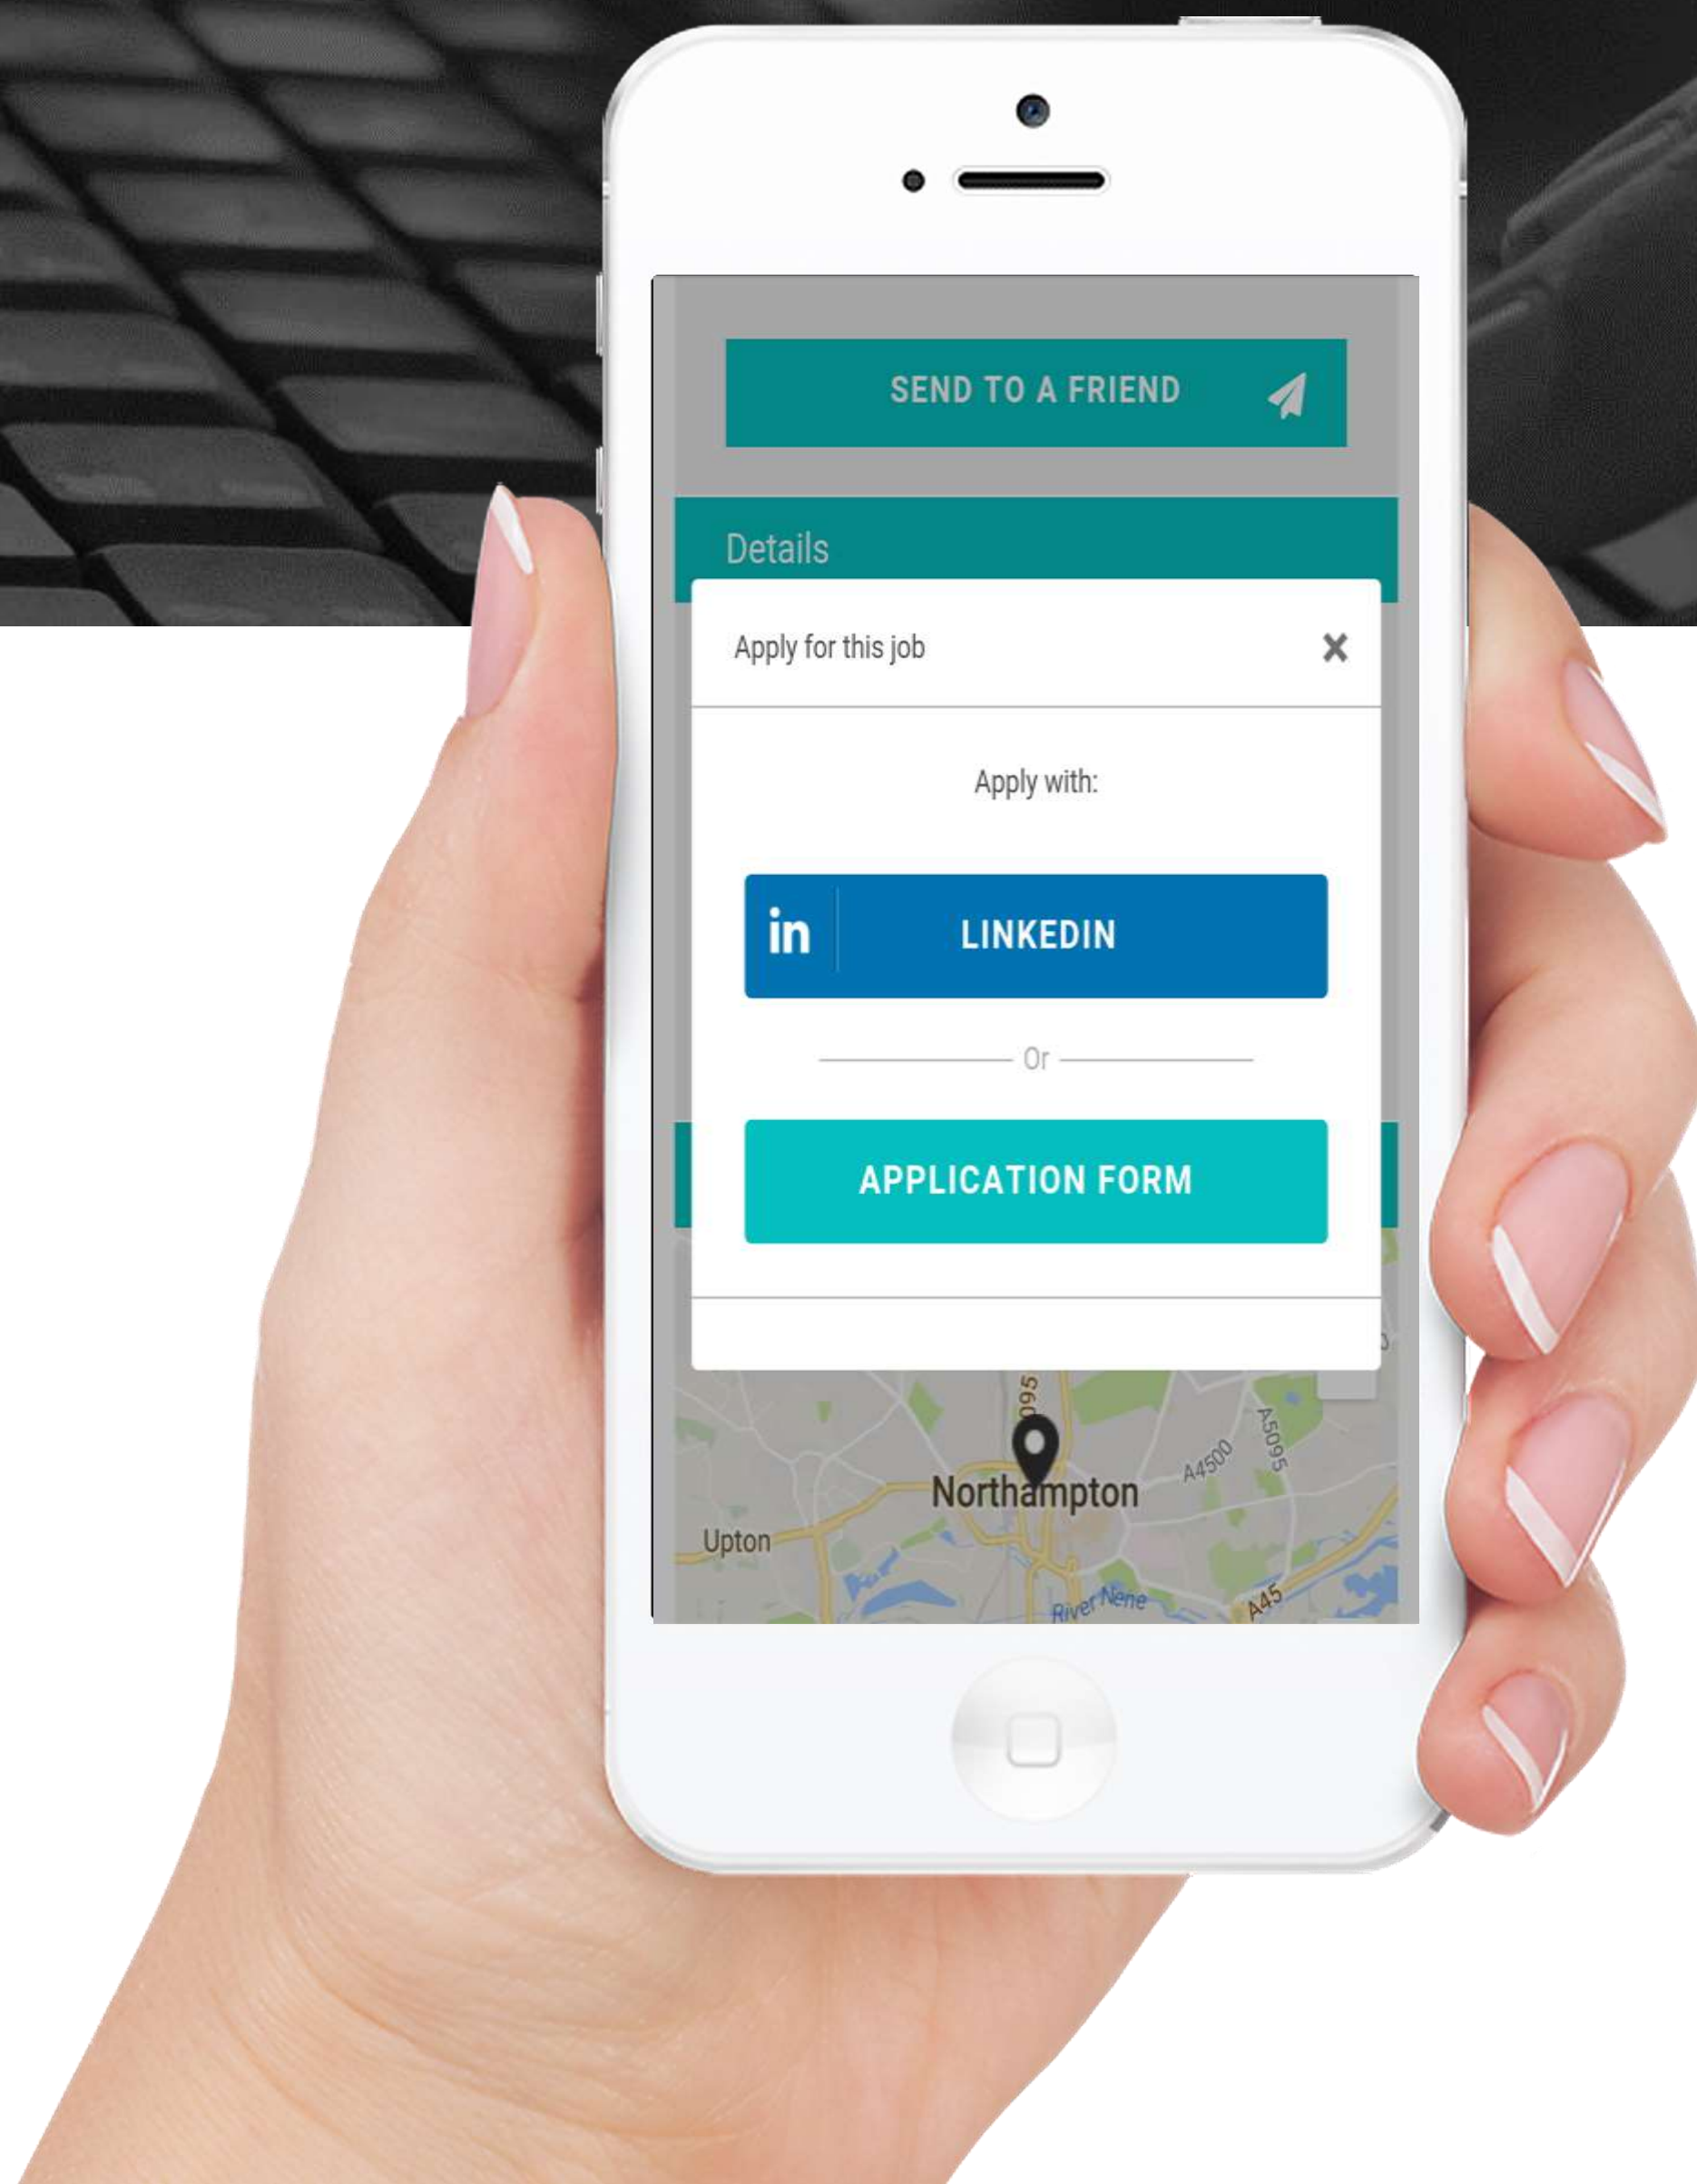 SEND TO A FRIEND
Details
Apply for this job
Apply with:
in LINKEDIN
Or
APPLICATION FORM
095
A5095
A4500
Northampton
Upton
River Nene
A45